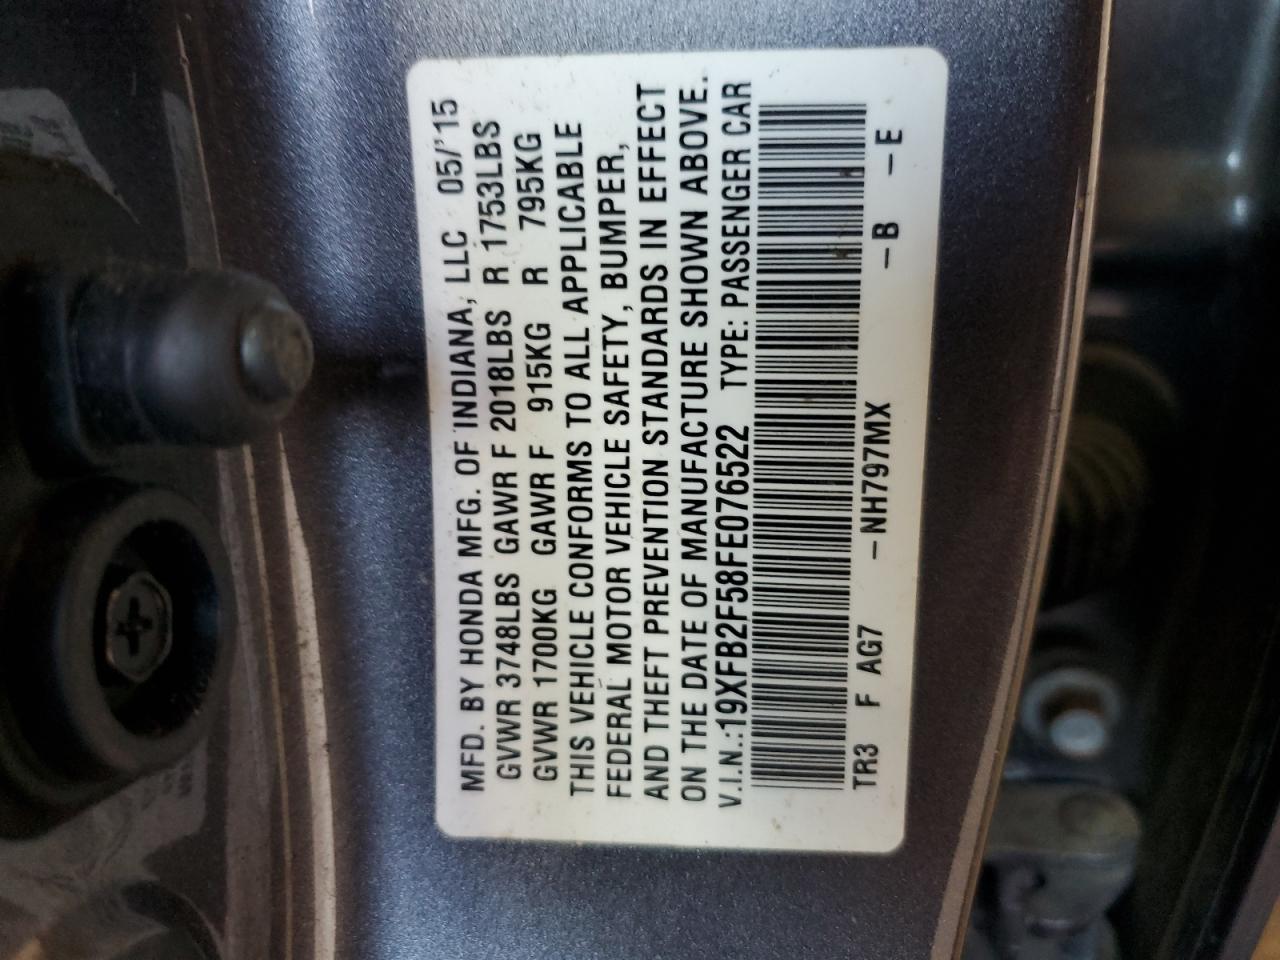 MFD. BY HONDA MFG. OF INDIANA, LLC 05/'15
GVWR 3748LBS GAWR F 2018LBS R 1753LBS
GVWR 1700KG GAWR F 915KG R 795KG
THIS VEHICLE CONFORMS TO ALL APPLICABLE
FEDERAL MOTOR VEHICLE SAFETY, BUMPER,
AND THEFT PREVENTION STANDARDS IN EFFECT
ON THE DATE OF MANUFACTURE SHOWN ABOVE.
V.I.N.:19XFB2F58FE076522 TYPE: PASSENGER CAR
TR3 F AG7 -NH797MX -B -E